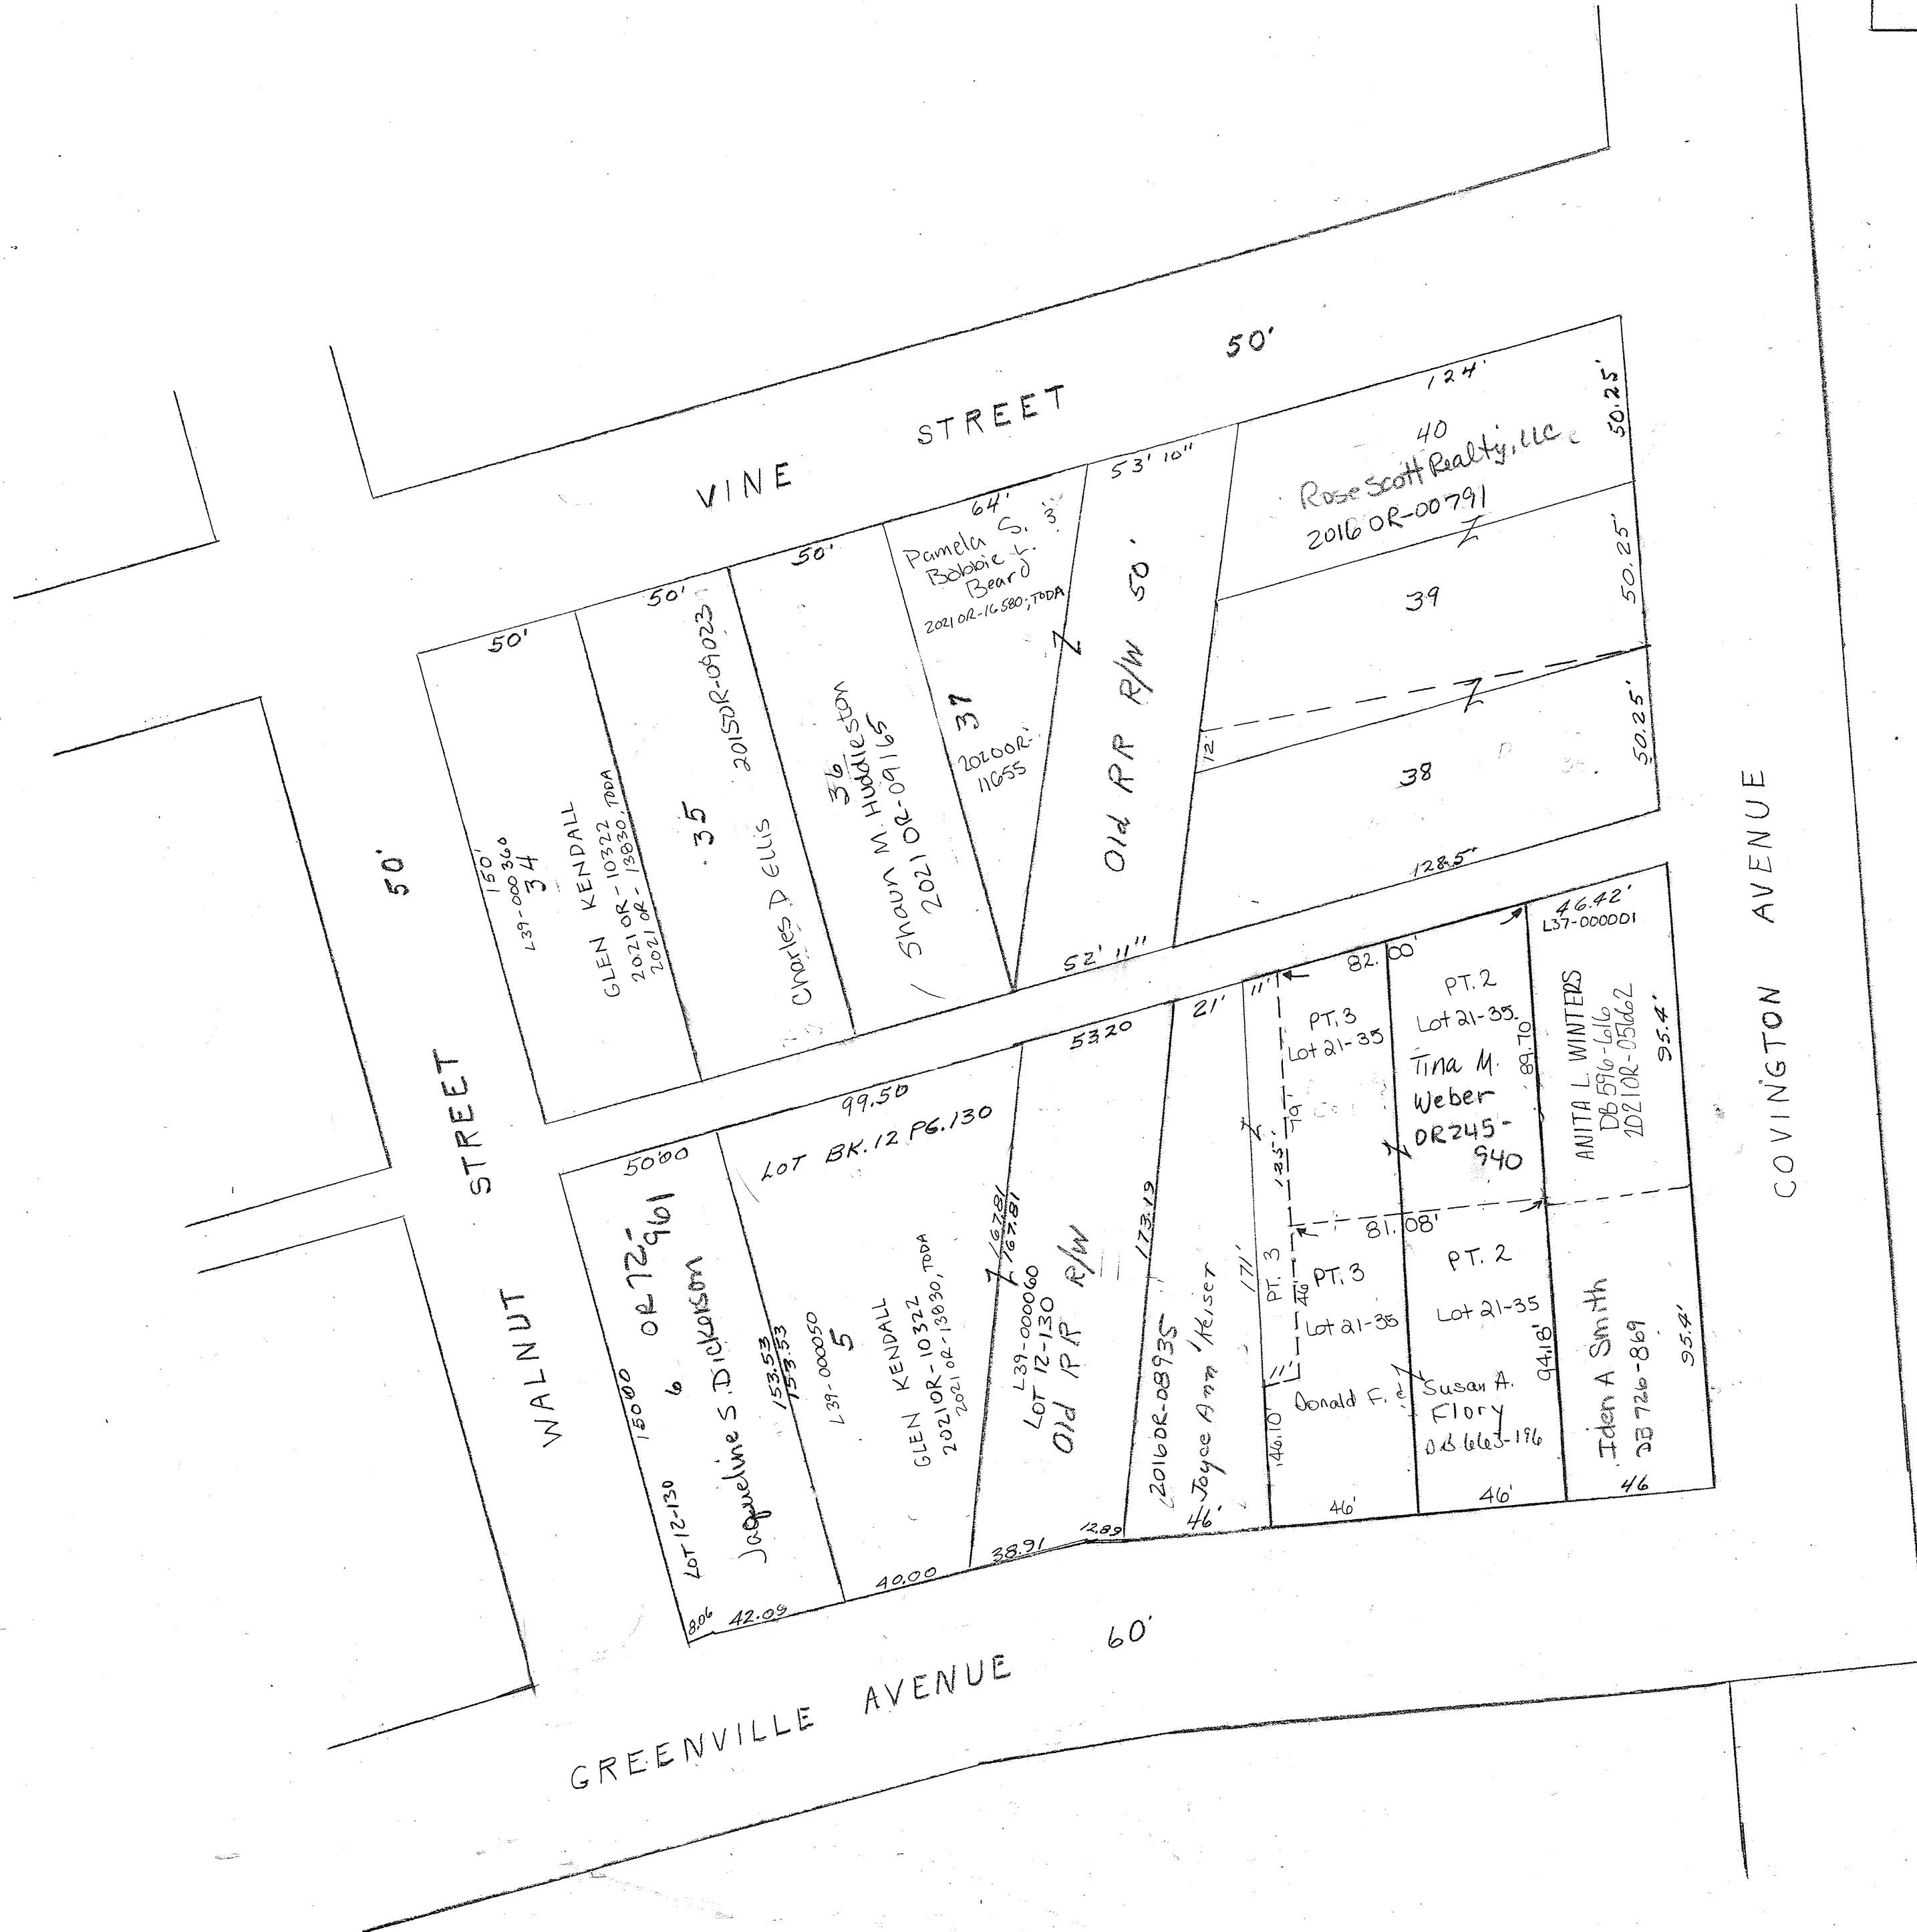 VINE STREET 50'
50'
50'
50'
64'
53' 10"
124'
50.25'
50.25'
50.25'
40
Rose Scott Realty, LLC
2016 OR-00791
39
12'
38
128.5'
Pamela S. 3
Bobbie L.
Beard
2021 OR-16580; TODA
37
2020 OR-
11655
Old RR R/W 50'
52' 11"
150'
L39-000360
34
GLEN KENDALL
2021 OR-10322
2021 OR-13830, TODA
35
Charles D Ellis 2015OR-09023
36
Shaun M. Huddleston
2021 OR-09165
50'
WALNUT STREET
COVINGTON AVENUE
GREENVILLE AVENUE 60'
50.00
99.50
LOT BK. 12 PG. 130
53.20
21'
11'
82.00'
46.42'
L37-000001
LOT 12-130 150.00
6 OR 72-
961
Jaqueline S. Dickerson
153.53
153.53
L39-000050
5
GLEN KENDALL
2021 OR-10322
2021 OR-13830, TODA
167.81
167.81
L39-000060
LOT 12-130
Old RR R/W
173.19
2016OR-08935
Joyce Ann Keiser
171'
PT. 3
125'
79'
46'
46.10'
PT. 3
Lot 21-35
PT. 2
Lot 21-35
Tina M.
Weber
OR 245-
940
89.70
ANITA L. WINTERS
DB 596-616
2021OR-05662
95.4'
81.08'
PT. 3
Lot 21-35
PT. 2
Lot 21-35
Donald F. & Susan A.
Flory
D.B. 663-196
94.18'
Iden A Smith
DB 726-869
95.4'
8.06
42.09
40.00
38.91
12.89
46'
46'
46'
46